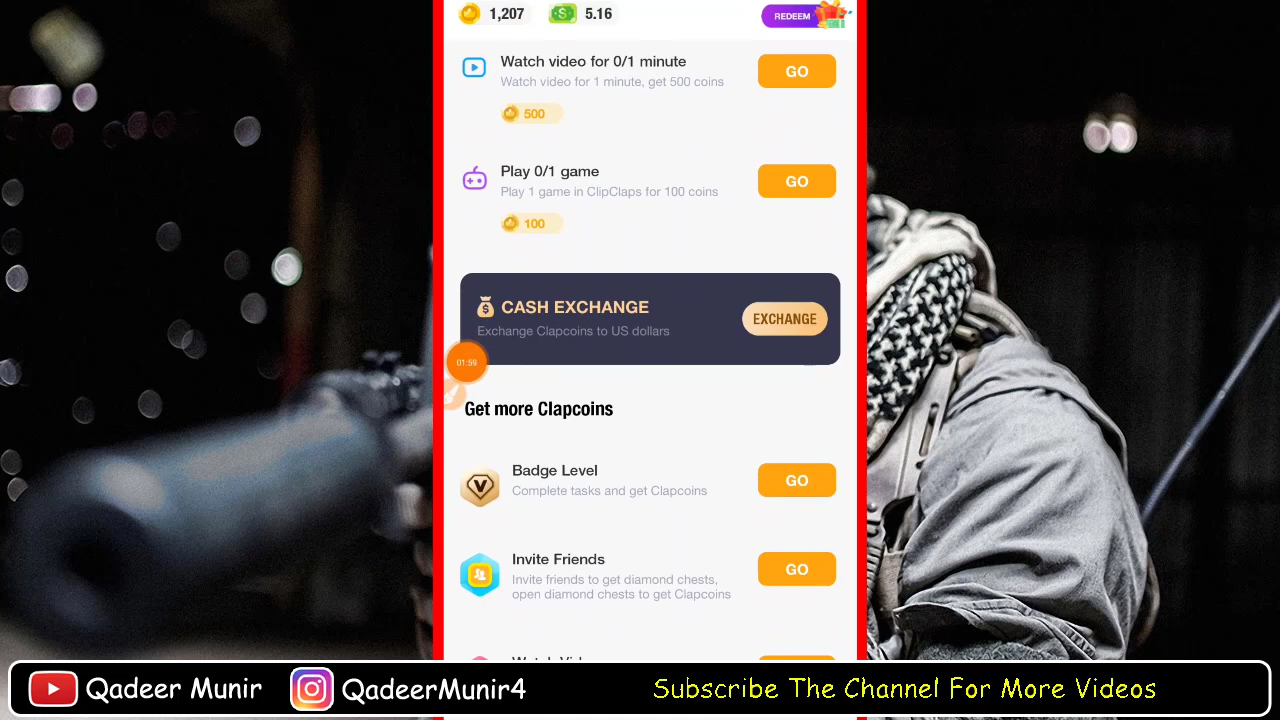 1,207
5.16
REDEEM
Watch video for 0/1 minute
Watch video for 1 minute, get 500 coins
GO
500
Play 0/1 game
Play 1 game in ClipClaps for 100 coins
GO
100
CASH EXCHANGE
Exchange Clapcoins to US dollars
EXCHANGE
01:59
Get more Clapcoins
Badge Level
Complete tasks and get Clapcoins
GO
Invite Friends
Invite friends to get diamond chests,
open diamond chests to get Clapcoins
GO
Qadeer Munir
QadeerMunir4
Subscribe The Channel For More Videos